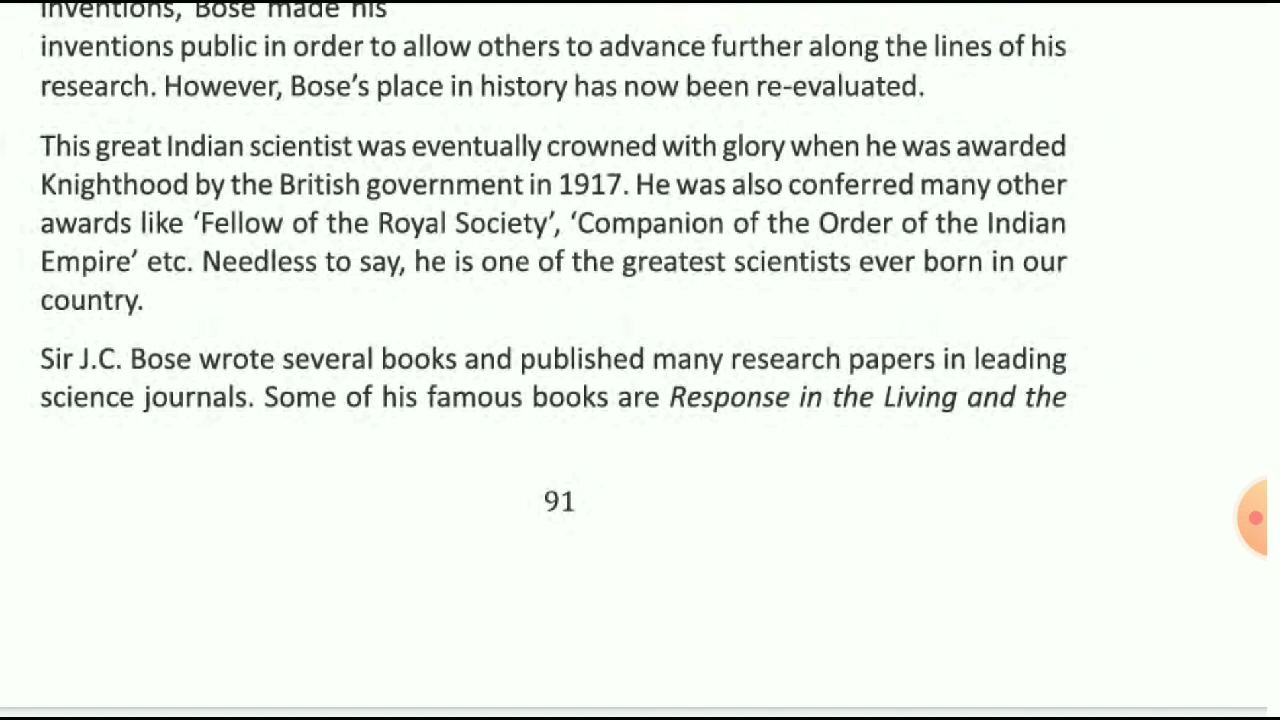 inventions, Bose made his
inventions public in order to allow others to advance further along the lines of his
research. However, Bose’s place in history has now been re-evaluated.
This great Indian scientist was eventually crowned with glory when he was awarded
Knighthood by the British government in 1917. He was also conferred many other
awards like ‘Fellow of the Royal Society’, ‘Companion of the Order of the Indian
Empire’ etc. Needless to say, he is one of the greatest scientists ever born in our
country.
Sir J.C. Bose wrote several books and published many research papers in leading
science journals. Some of his famous books are Response in the Living and the
91